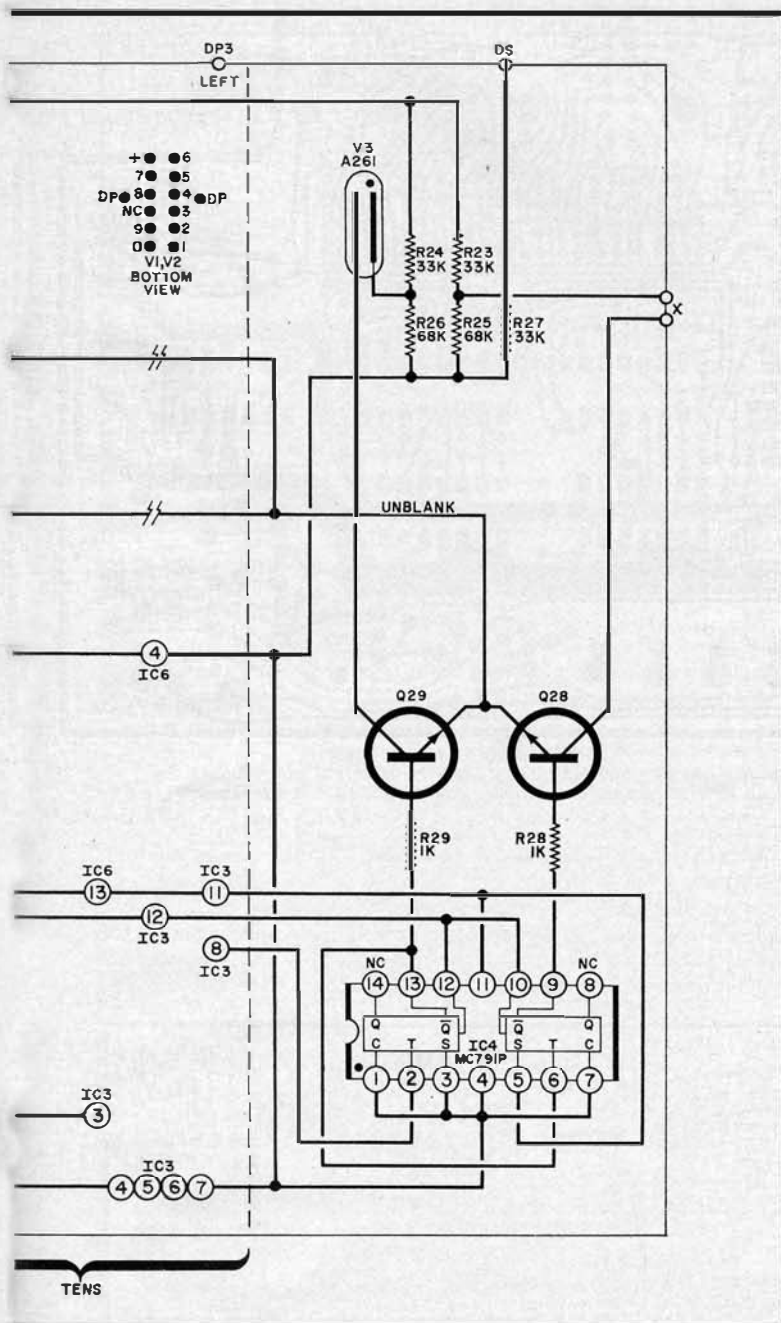 DP3
LEFT
DS
V3
A261
+ 6
7 5
DP 8 4 DP
NC 3
9 2
0 1
V1,V2
BOTTOM
VIEW
R24
33K
R23
33K
R26
68K
R25
68K
R27
33K
X
UNBLANK
4
IC6
Q29
Q28
R29
1K
R28
1K
IC6
13
IC3
11
12
IC3
8
IC3
NC
NC
14 13 12 11 10 9 8
Q Q Q Q
IC4
C T S S T C
MC791P
1 2 3 4 5 6 7
IC3
3
IC3
4 5 6 7
TENS